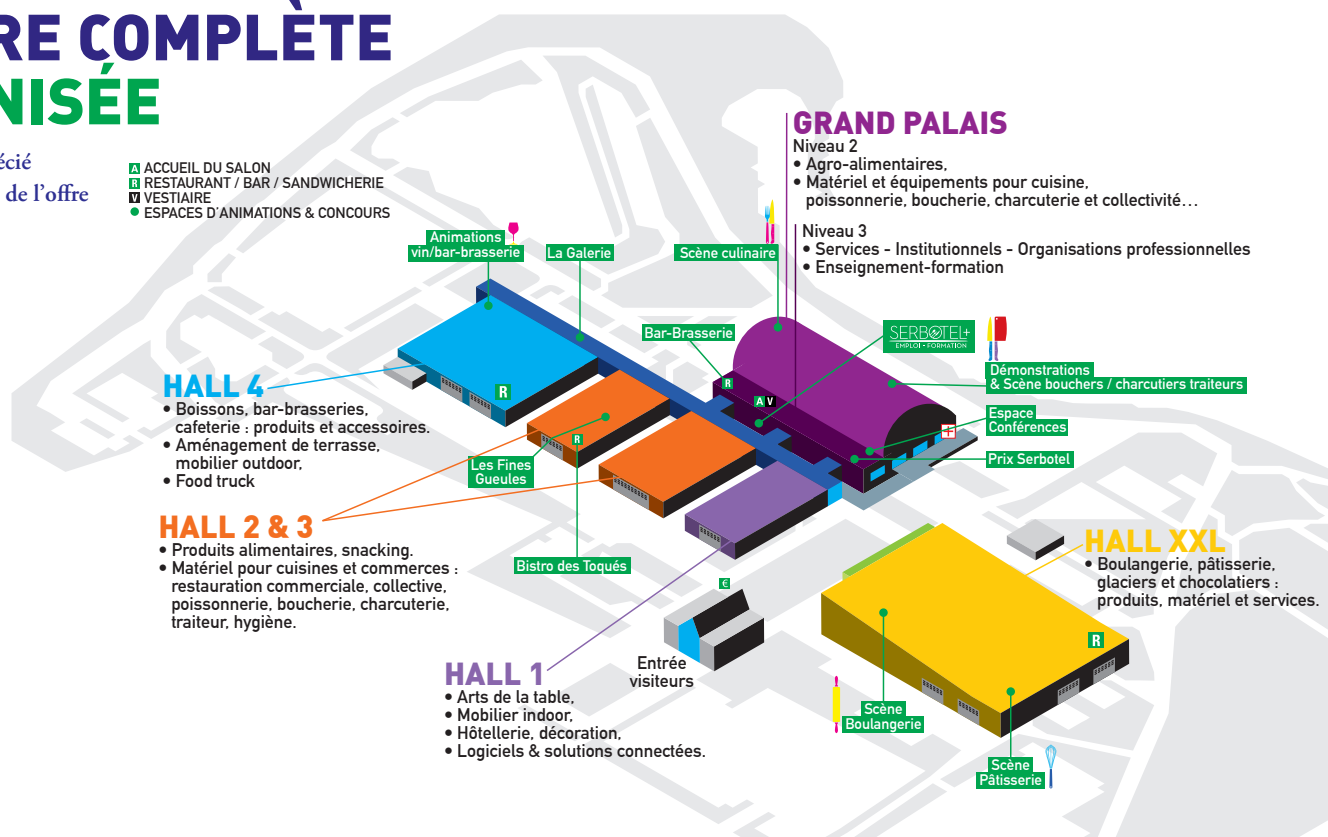 RE COMPLÈTE
NISÉE
écié
de l'offre
A ACCUEIL DU SALON
R RESTAURANT / BAR / SANDWICHERIE
V VESTIAIRE
● ESPACES D'ANIMATIONS & CONCOURS
GRAND PALAIS
Niveau 2
• Agro-alimentaires,
• Matériel et équipements pour cuisine,
poissonnerie, boucherie, charcuterie et collectivité…
Niveau 3
• Services - Institutionnels - Organisations professionnelles
• Enseignement-formation
Animations
vin/bar-brasserie
La Galerie
Scène culinaire
Bar-Brasserie
SERBOTEL+
EMPLOI - FORMATION
Démonstrations
& Scène bouchers / charcutiers traiteurs
Espace
Conférences
Prix Serbotel
R
A V
R
R
HALL 4
• Boissons, bar-brasseries,
cafeterie : produits et accessoires.
• Aménagement de terrasse,
mobilier outdoor,
• Food truck
Les Fines
Gueules
HALL 2 & 3
• Produits alimentaires, snacking.
• Matériel pour cuisines et commerces :
restauration commerciale, collective,
poissonnerie, boucherie, charcuterie,
traiteur, hygiène.
Bistro des Toqués
HALL XXL
• Boulangerie, pâtisserie,
glaciers et chocolatiers :
produits, matériel et services.
€
R
Entrée
visiteurs
HALL 1
• Arts de la table,
• Mobilier indoor,
• Hôtellerie, décoration,
• Logiciels & solutions connectées.
Scène
Boulangerie
Scène
Pâtisserie